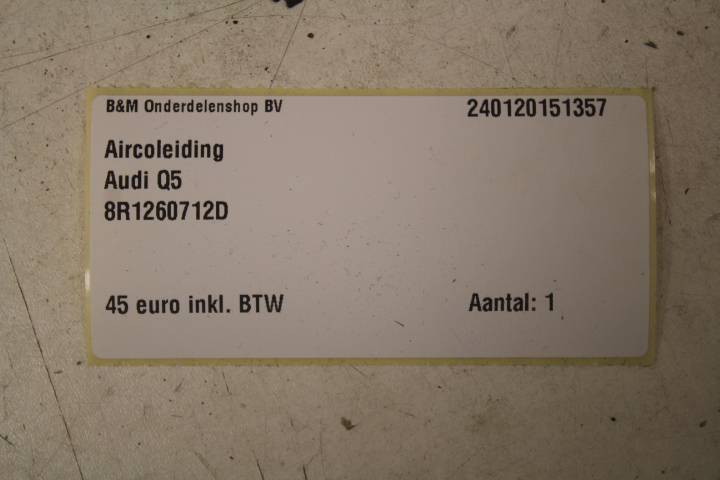 B&M Onderdelenshop BV 240120151357
Aircoleiding
Audi Q5
8R1260712D
45 euro inkl. BTW Aantal: 1